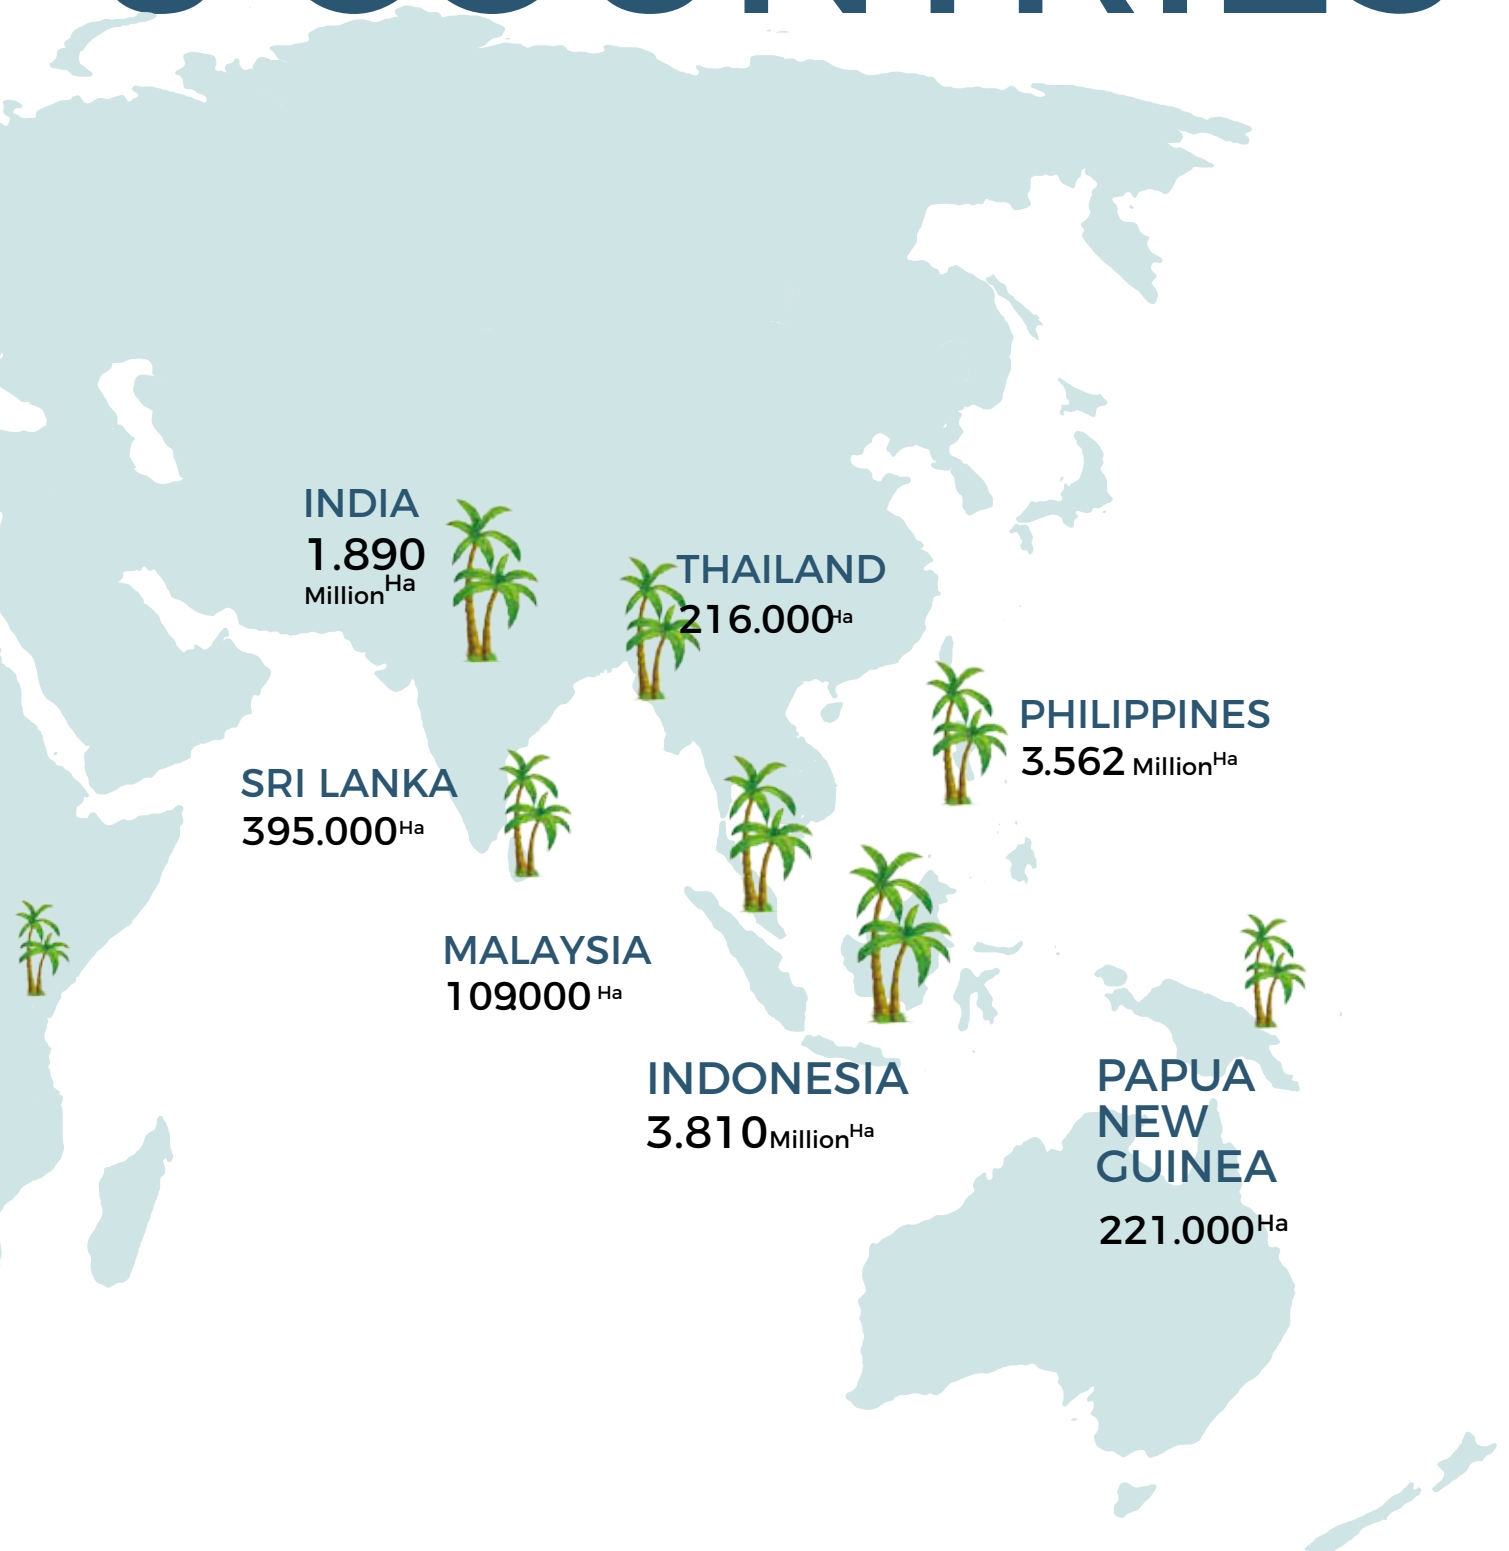 COUNTRIES
INDIA
1.890
Million Ha
THAILAND
216.000 Ha
PHILIPPINES
3.562 Million Ha
SRI LANKA
395.000 Ha
MALAYSIA
109.000 Ha
INDONESIA
3.810 Million Ha
PAPUA
NEW
GUINEA
221.000 Ha